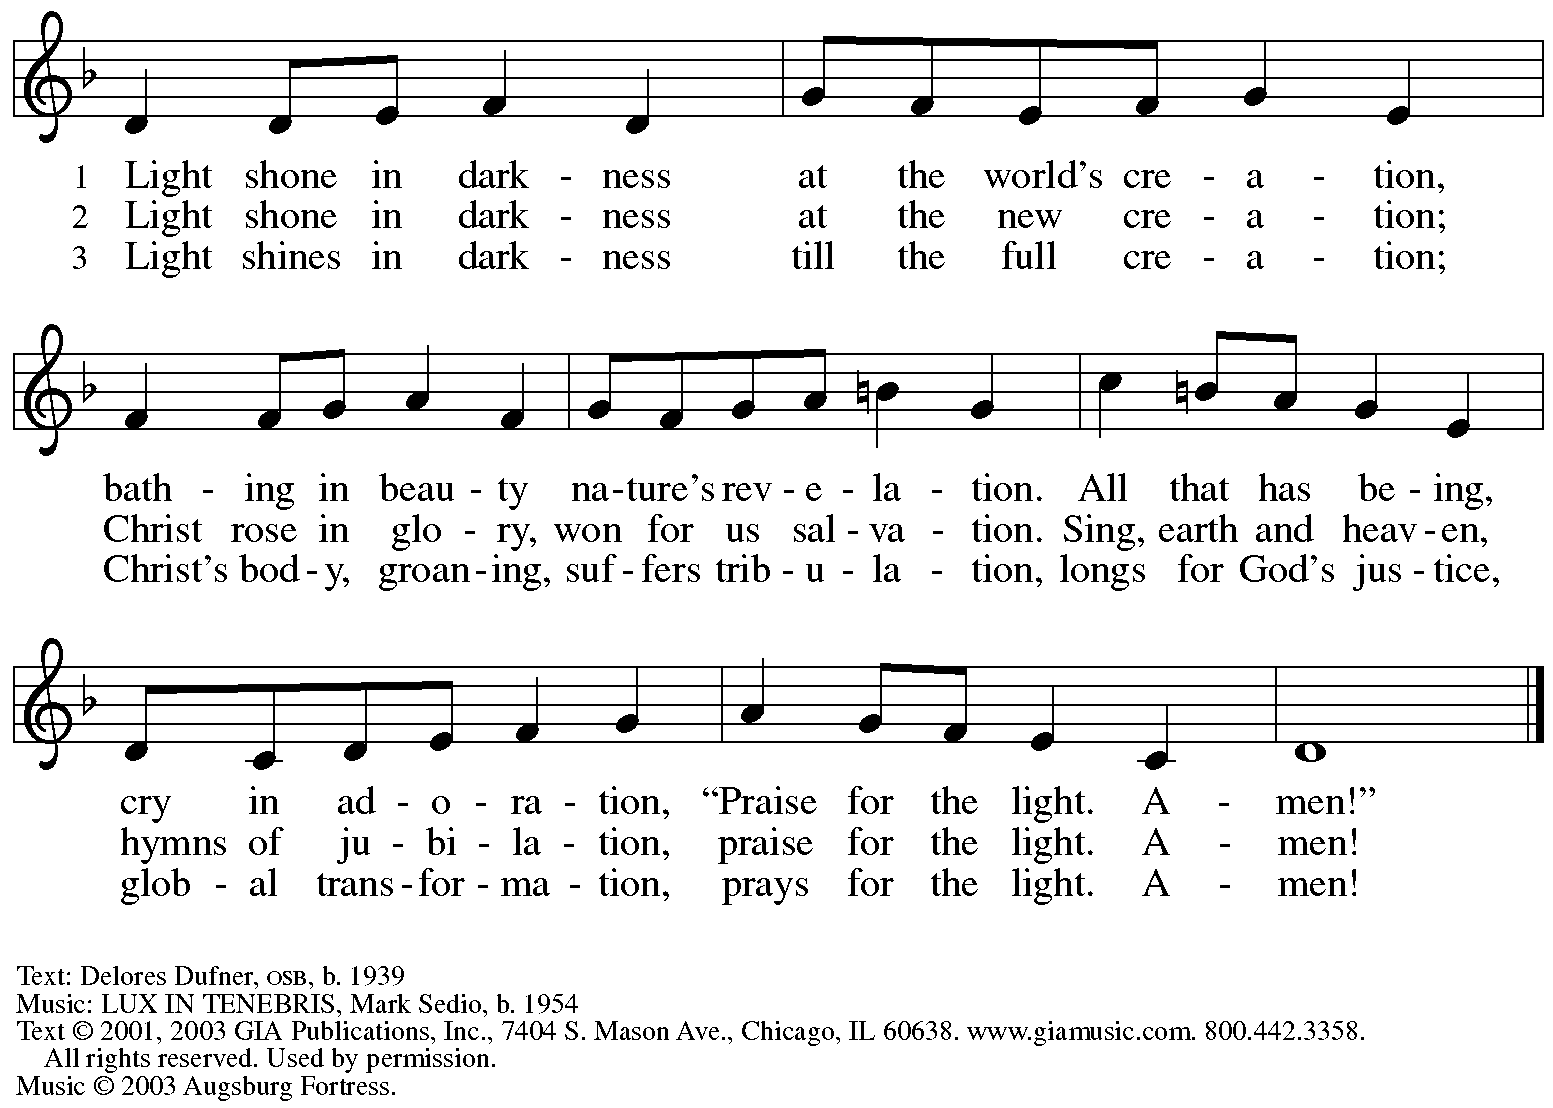 1 Light shone in dark - ness at the world's cre - a - tion,
2 Light shone in dark - ness at the new cre - a - tion;
3 Light shines in dark - ness till the full cre - a - tion;
bath - ing in beau - ty na - ture's rev - e - la - tion. All that has be - ing,
Christ rose in glo - ry, won for us sal - va - tion. Sing, earth and heav - en,
Christ's bod - y, groan - ing, suf - fers trib - u - la - tion, longs for God's jus - tice,
cry in ad - o - ra - tion, “Praise for the light. A - men!”
hymns of ju - bi - la - tion, praise for the light. A - men!
glob - al trans - for - ma - tion, prays for the light. A - men!
Text: Delores Dufner, OSB, b. 1939
Music: LUX IN TENEBRIS, Mark Sedio, b. 1954
Text © 2001, 2003 GIA Publications, Inc., 7404 S. Mason Ave., Chicago, IL 60638. www.giamusic.com. 800.442.3358.
All rights reserved. Used by permission.
Music © 2003 Augsburg Fortress.